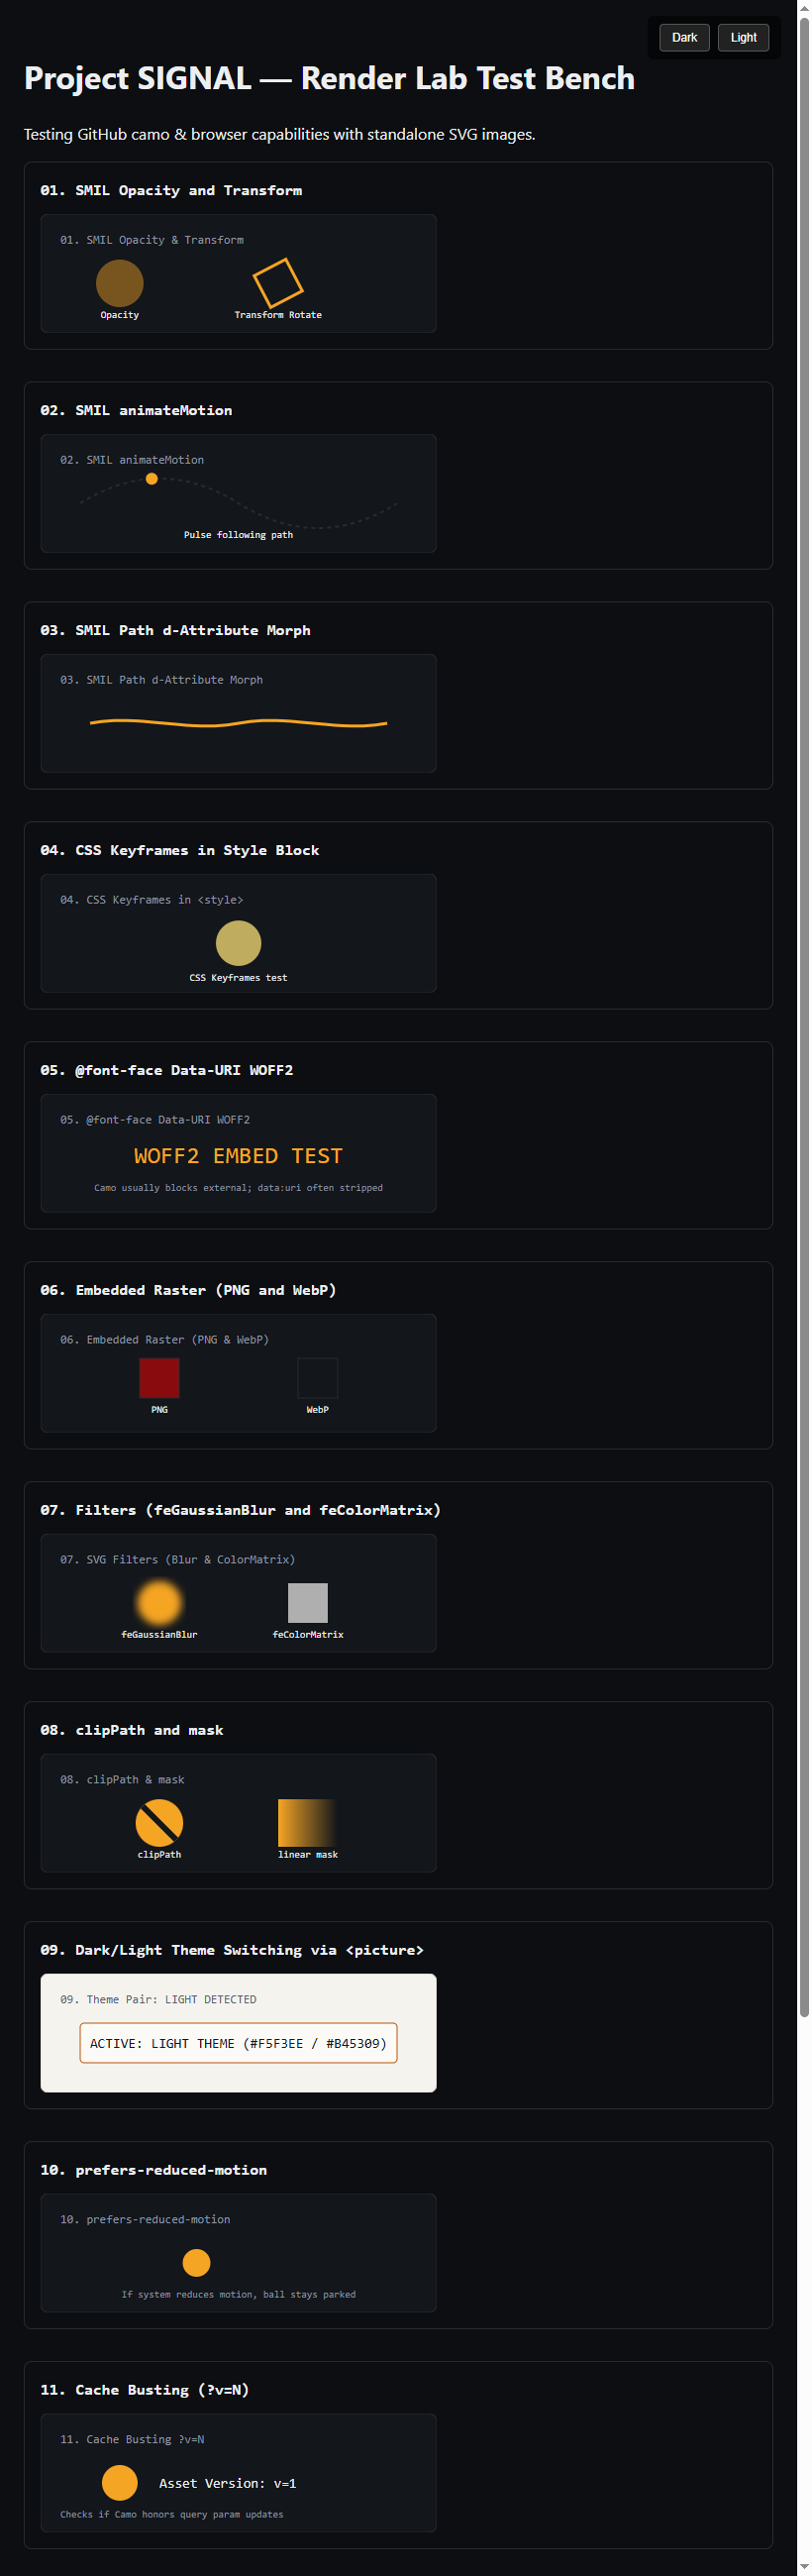 Dark
Light
Project SIGNAL — Render Lab Test Bench
Testing GitHub camo & browser capabilities with standalone SVG images.
01. SMIL Opacity and Transform
01. SMIL Opacity & Transform
Opacity
Transform Rotate
02. SMIL animateMotion
02. SMIL animateMotion
Pulse following path
03. SMIL Path d-Attribute Morph
03. SMIL Path d-Attribute Morph
04. CSS Keyframes in Style Block
04. CSS Keyframes in <style>
CSS Keyframes test
05. @font-face Data-URI WOFF2
05. @font-face Data-URI WOFF2
WOFF2 EMBED TEST
Camo usually blocks external; data:uri often stripped
06. Embedded Raster (PNG and WebP)
06. Embedded Raster (PNG & WebP)
PNG
WebP
07. Filters (feGaussianBlur and feColorMatrix)
07. SVG Filters (Blur & ColorMatrix)
feGaussianBlur
feColorMatrix
08. clipPath and mask
08. clipPath & mask
clipPath
linear mask
09. Dark/Light Theme Switching via <picture>
09. Theme Pair: LIGHT DETECTED
ACTIVE: LIGHT THEME (#F5F3EE / #B45309)
10. prefers-reduced-motion
10. prefers-reduced-motion
If system reduces motion, ball stays parked
11. Cache Busting (?v=N)
11. Cache Busting ?v=N
Asset Version: v=1
Checks if Camo honors query param updates